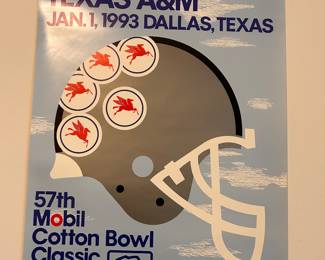 TEXAS A&M
JAN. 1, 1993 DALLAS, TEXAS
57th
Mobil
Cotton Bowl
Classic